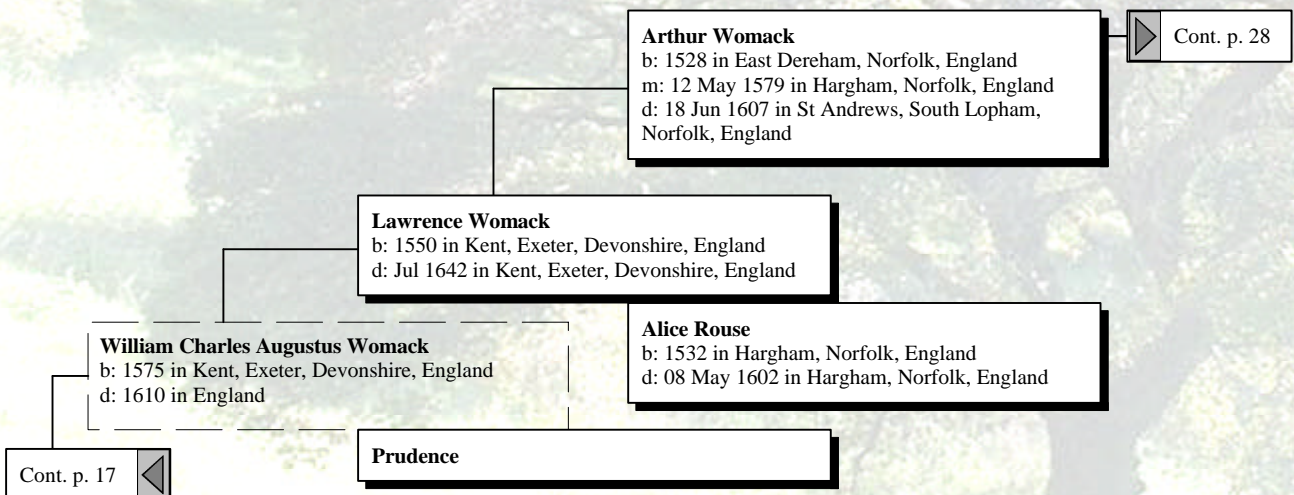 Arthur Womack
b: 1528 in East Dereham, Norfolk, England
m: 12 May 1579 in Hargham, Norfolk, England
d: 18 Jun 1607 in St Andrews, South Lopham,
Norfolk, England
Cont. p. 28
Lawrence Womack
b: 1550 in Kent, Exeter, Devonshire, England
d: Jul 1642 in Kent, Exeter, Devonshire, England
Alice Rouse
b: 1532 in Hargham, Norfolk, England
d: 08 May 1602 in Hargham, Norfolk, England
William Charles Augustus Womack
b: 1575 in Kent, Exeter, Devonshire, England
d: 1610 in England
Prudence
Cont. p. 17